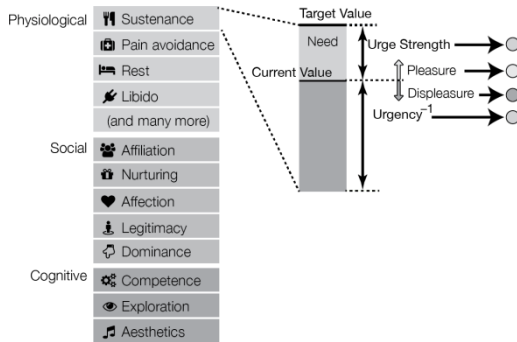 Physiological
Sustenance
Pain avoidance
Rest
Libido
(and many more)
Social
Affiliation
Nurturing
Affection
Legitimacy
Dominance
Cognitive
Competence
Exploration
Aesthetics
Target Value
Need
Current Value
Urge Strength
Pleasure
Displeasure
Urgency⁻¹